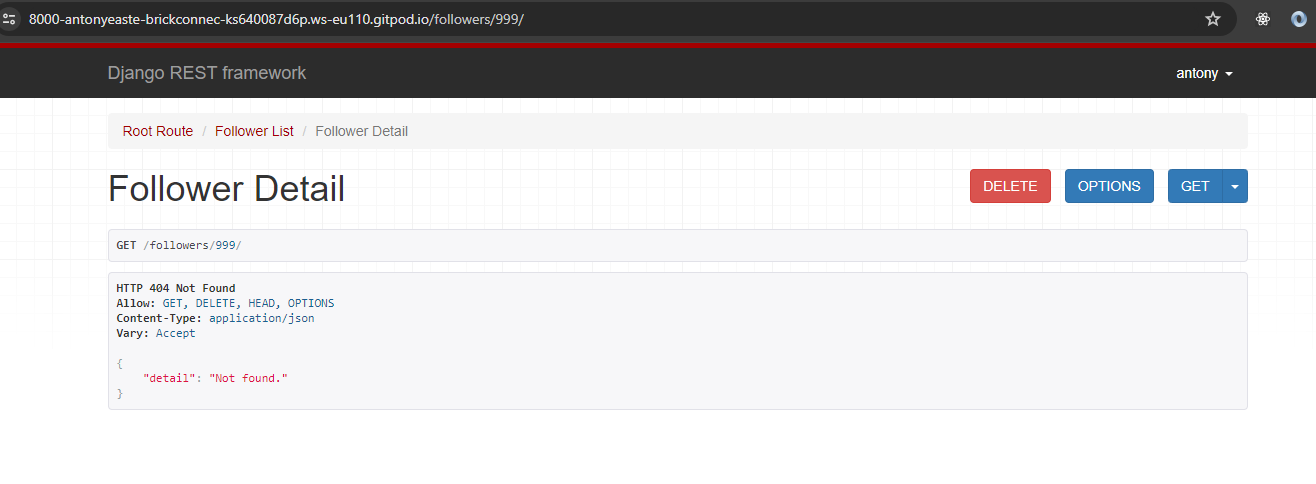 8000-antonyeaste-brickconnec-ks640087d6p.ws-eu110.gitpod.io/followers/999/
Django REST framework
antony
Root Route / Follower List / Follower Detail
Follower Detail
DELETE
OPTIONS
GET
GET /followers/999/
HTTP 404 Not Found
Allow: GET, DELETE, HEAD, OPTIONS
Content-Type: application/json
Vary: Accept
{
"detail": "Not found."
}